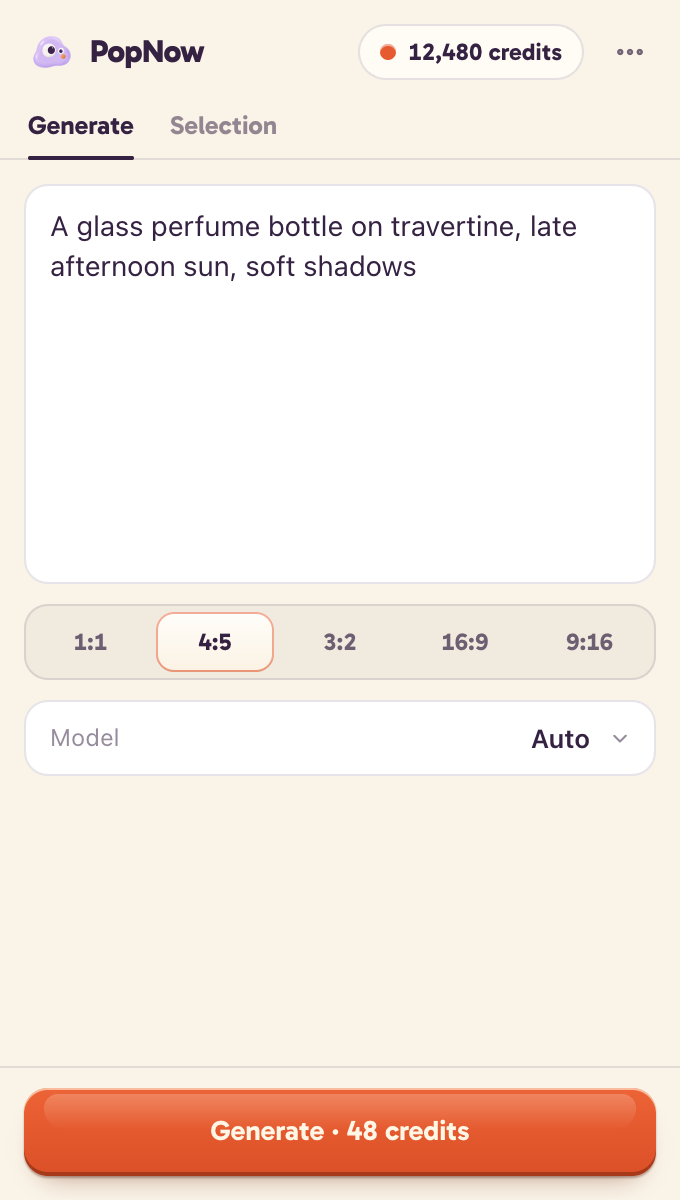 PopNow
12,480 credits
Generate
Selection
A glass perfume bottle on travertine, late
afternoon sun, soft shadows
1:1
4:5
3:2
16:9
9:16
Model
Auto
Generate · 48 credits